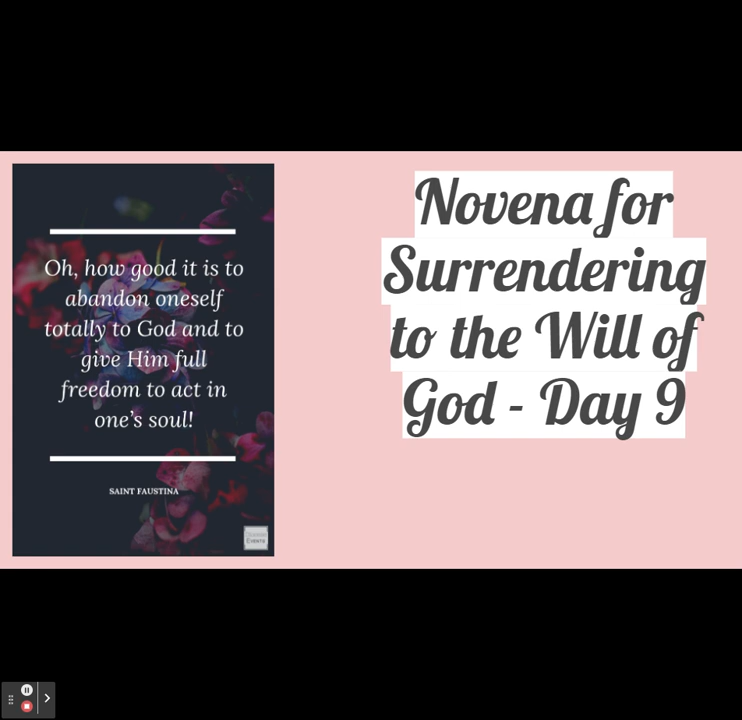 Oh, how good it is to
abandon oneself
totally to God and to
give Him full
freedom to act in
one's soul!
SAINT FAUSTINA
Novena for
Surrendering
to the Will of
God - Day 9